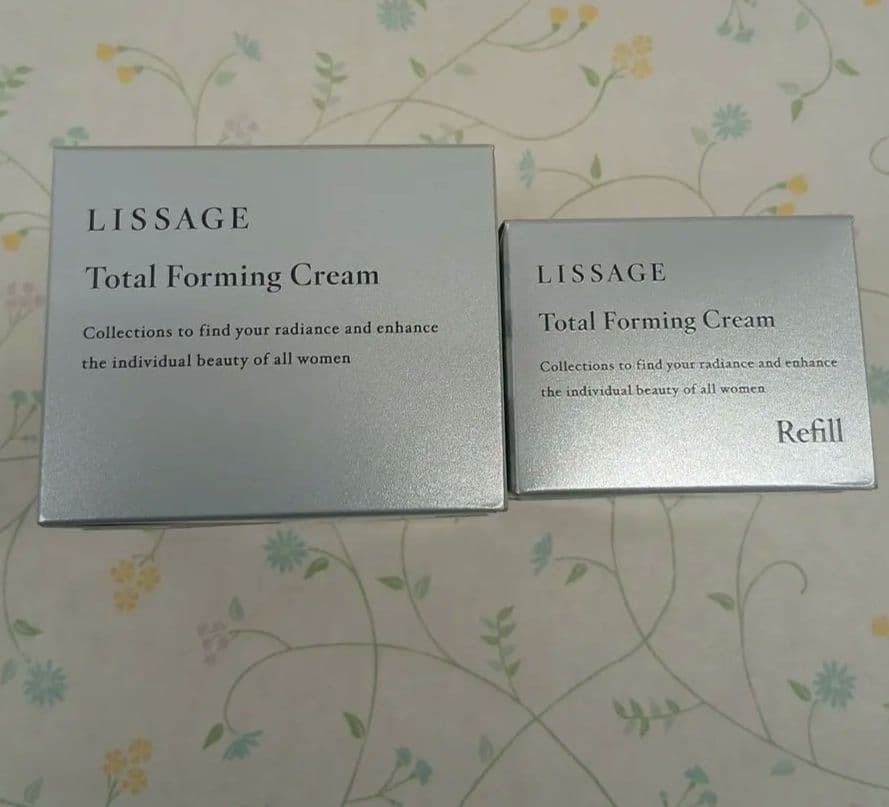 LISSAGE
Total Forming Cream
Collections to find your radiance and enhance
the individual beauty of all women
LISSAGE
Total Forming Cream
Collections to find your radiance and enhance
the individual beauty of all women
Refill